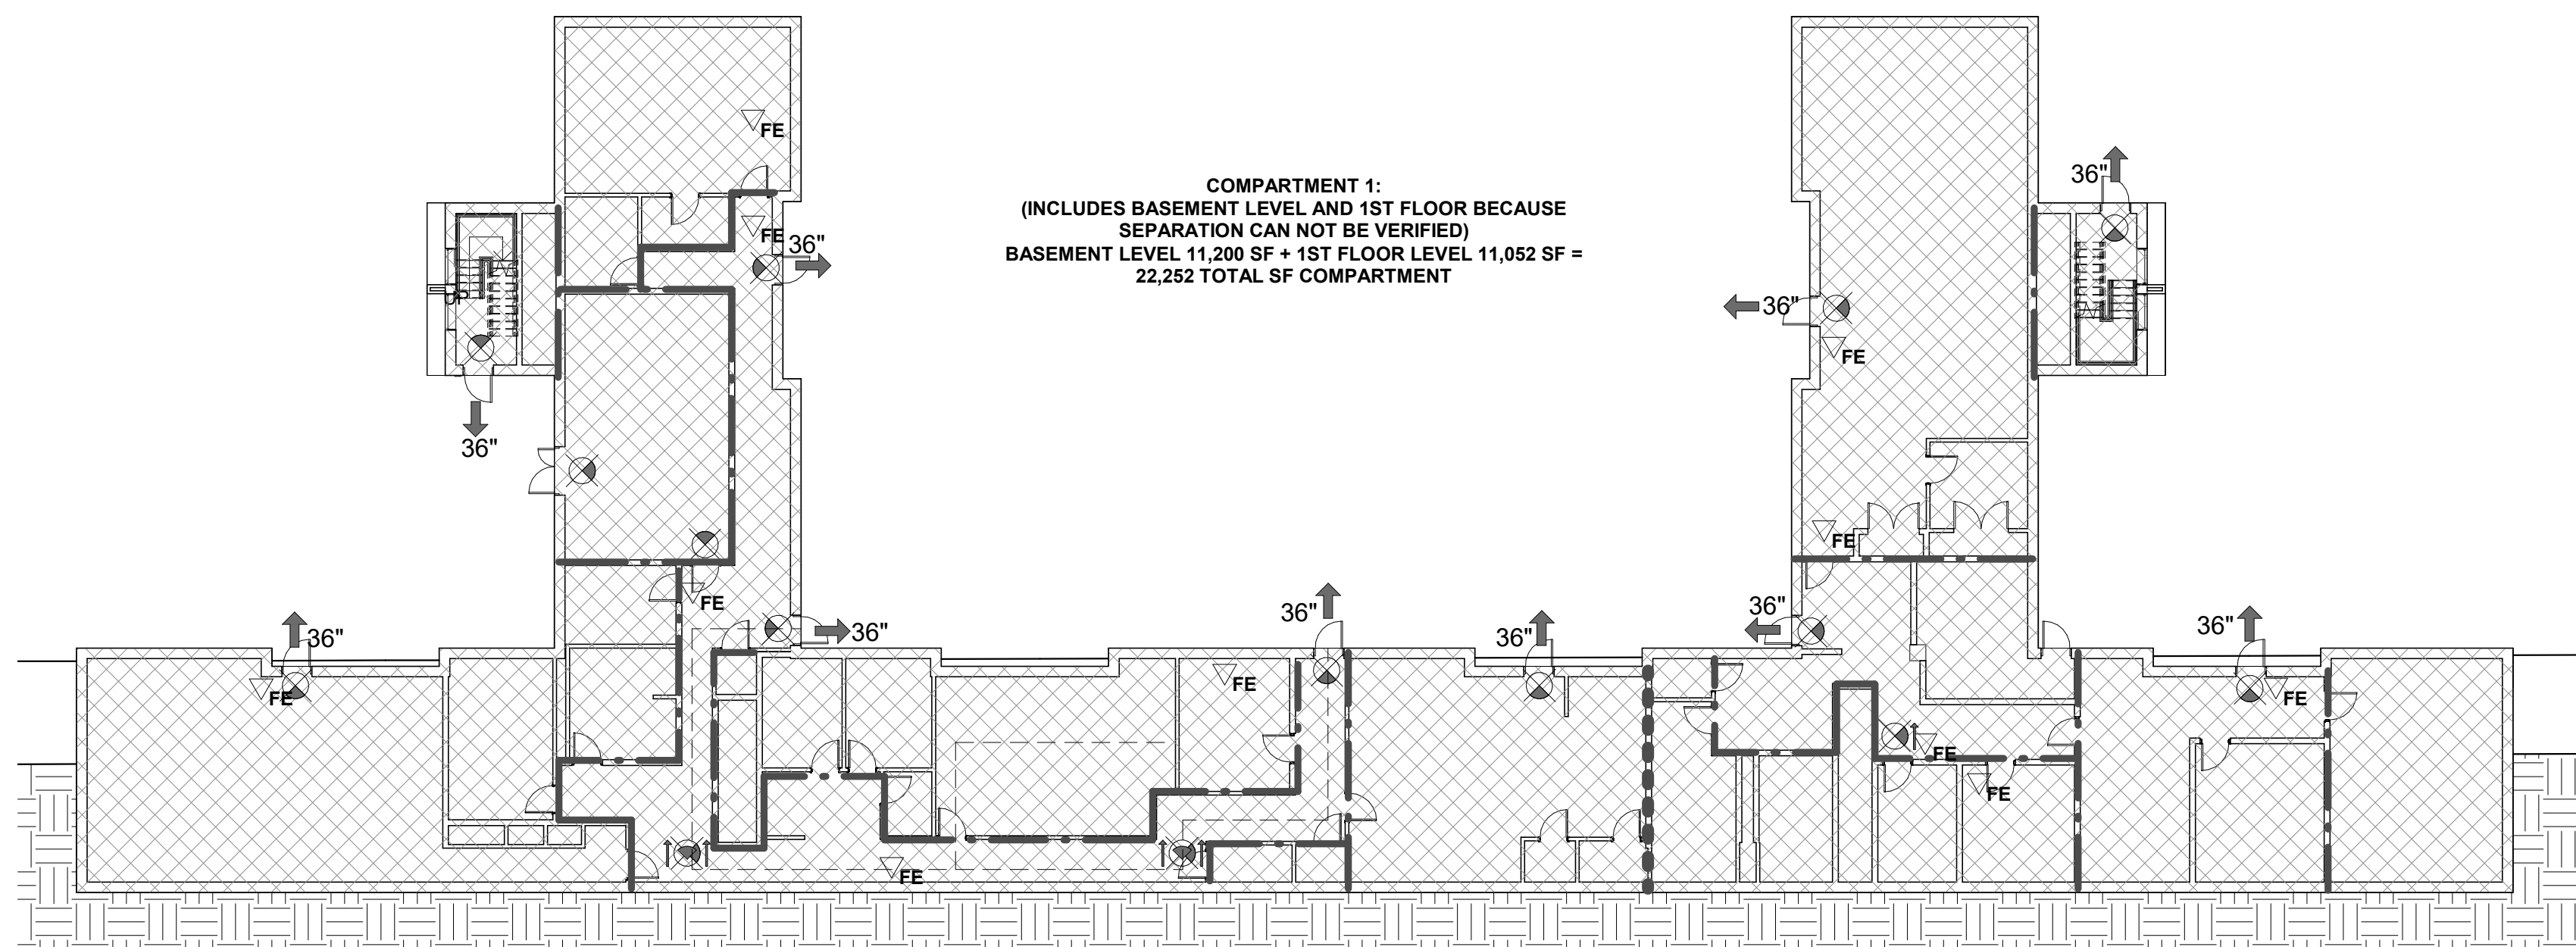 FE
36"
COMPARTMENT 1:
(INCLUDES BASEMENT LEVEL AND 1ST FLOOR BECAUSE
SEPARATION CAN NOT BE VERIFIED)
BASEMENT LEVEL 11,200 SF + 1ST FLOOR LEVEL 11,052 SF =
22,252 TOTAL SF COMPARTMENT
FE
36"
36"
FE
36"
FE
FE
36"
36"
36"
36"
36"
36"
FE
FE
FE
FE
FE
FE